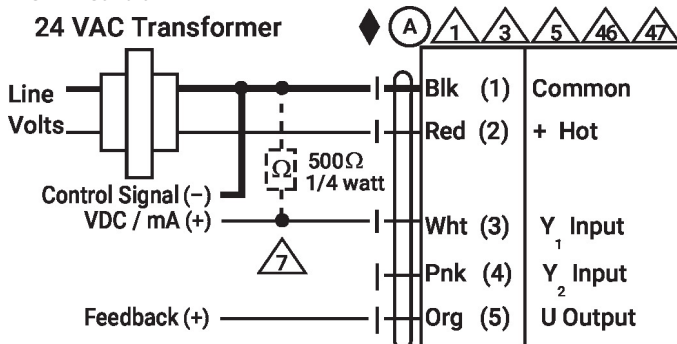 24 VAC Transformer
A 1 3 5 46 47
Line
Volts
Blk (1) Common
Red (2) + Hot
Ω 500Ω
1/4 watt
Control Signal (−)
VDC / mA (+)
Wht (3) Y1 Input
7
Pnk (4) Y2 Input
Feedback (+)
Org (5) U Output